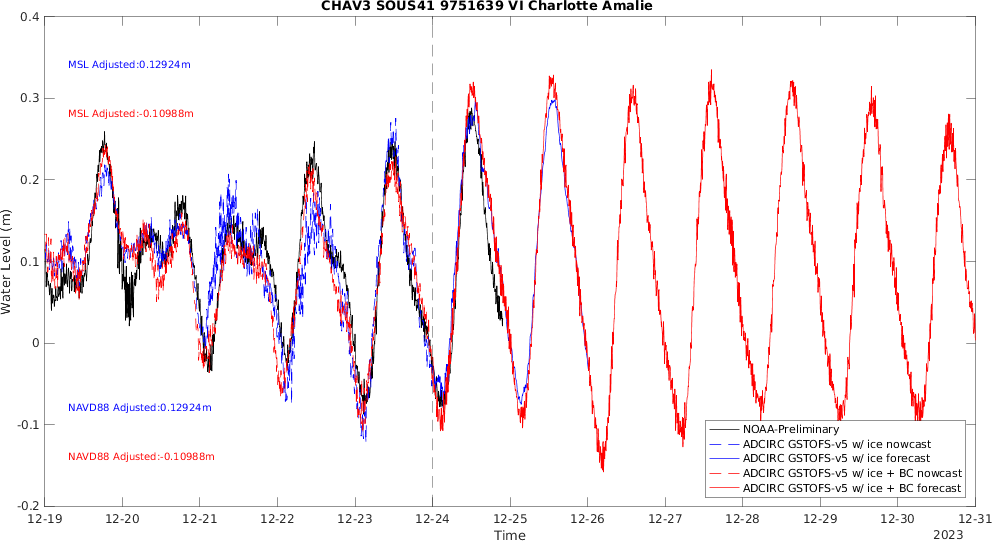 CHAV3 SOUS41 9751639 VI Charlotte Amalie
0.4
0.3
0.2
0.1
0
-0.1
-0.2
Water Level (m)
MSL Adjusted:0.12924m
MSL Adjusted:-0.10988m
NAVD88 Adjusted:0.12924m
NAVD88 Adjusted:-0.10988m
NOAA-Preliminary
ADCIRC GSTOFS-v5 w/ ice nowcast
ADCIRC GSTOFS-v5 w/ ice forecast
ADCIRC GSTOFS-v5 w/ ice + BC nowcast
ADCIRC GSTOFS-v5 w/ ice + BC forecast
12-19 12-20 12-21 12-22 12-23 12-24 12-25 12-26 12-27 12-28 12-29 12-30 12-31
Time
2023